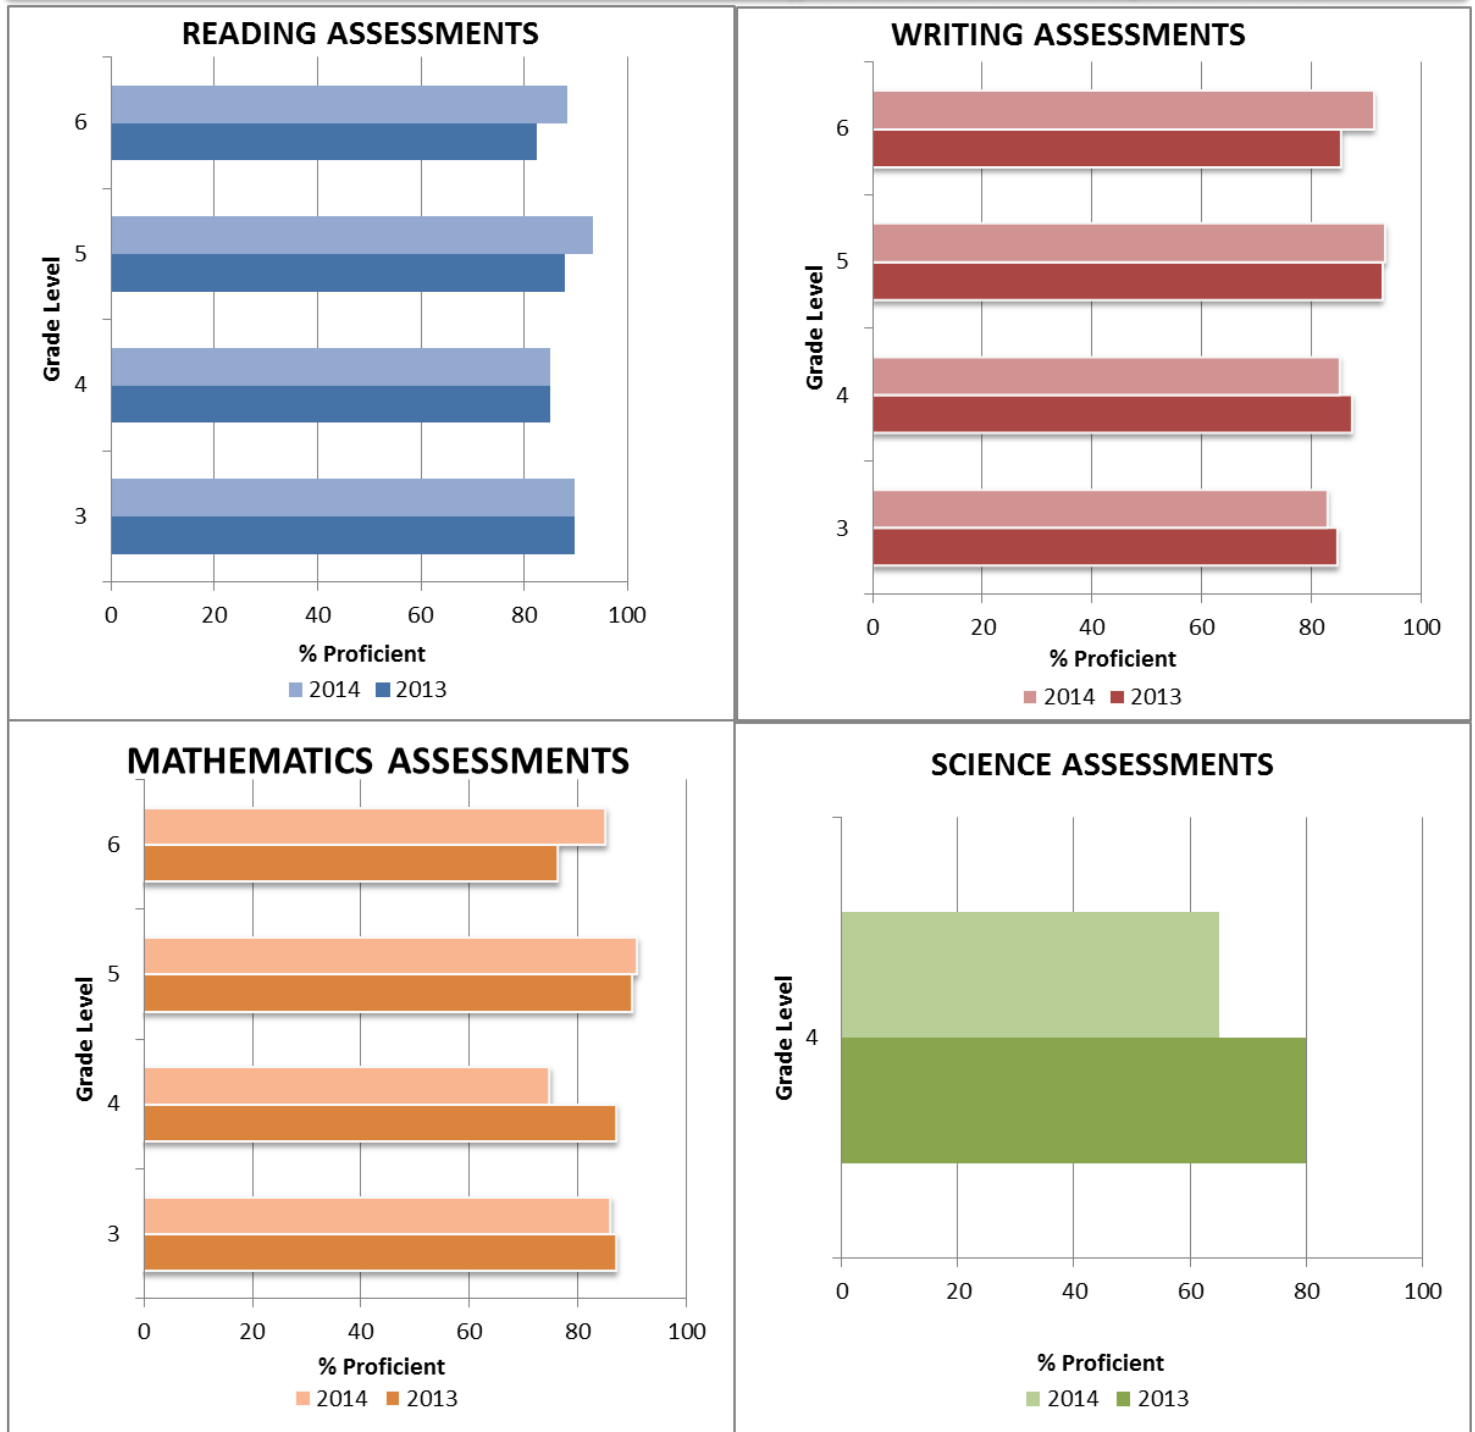 READING ASSESSMENTS
6
5
4
3
Grade Level
0 20 40 60 80 100
% Proficient
2014 2013
WRITING ASSESSMENTS
6
5
4
3
Grade Level
0 20 40 60 80 100
% Proficient
2014 2013
MATHEMATICS ASSESSMENTS
6
5
4
3
Grade Level
0 20 40 60 80 100
% Proficient
2014 2013
SCIENCE ASSESSMENTS
4
Grade Level
0 20 40 60 80 100
% Proficient
2014 2013